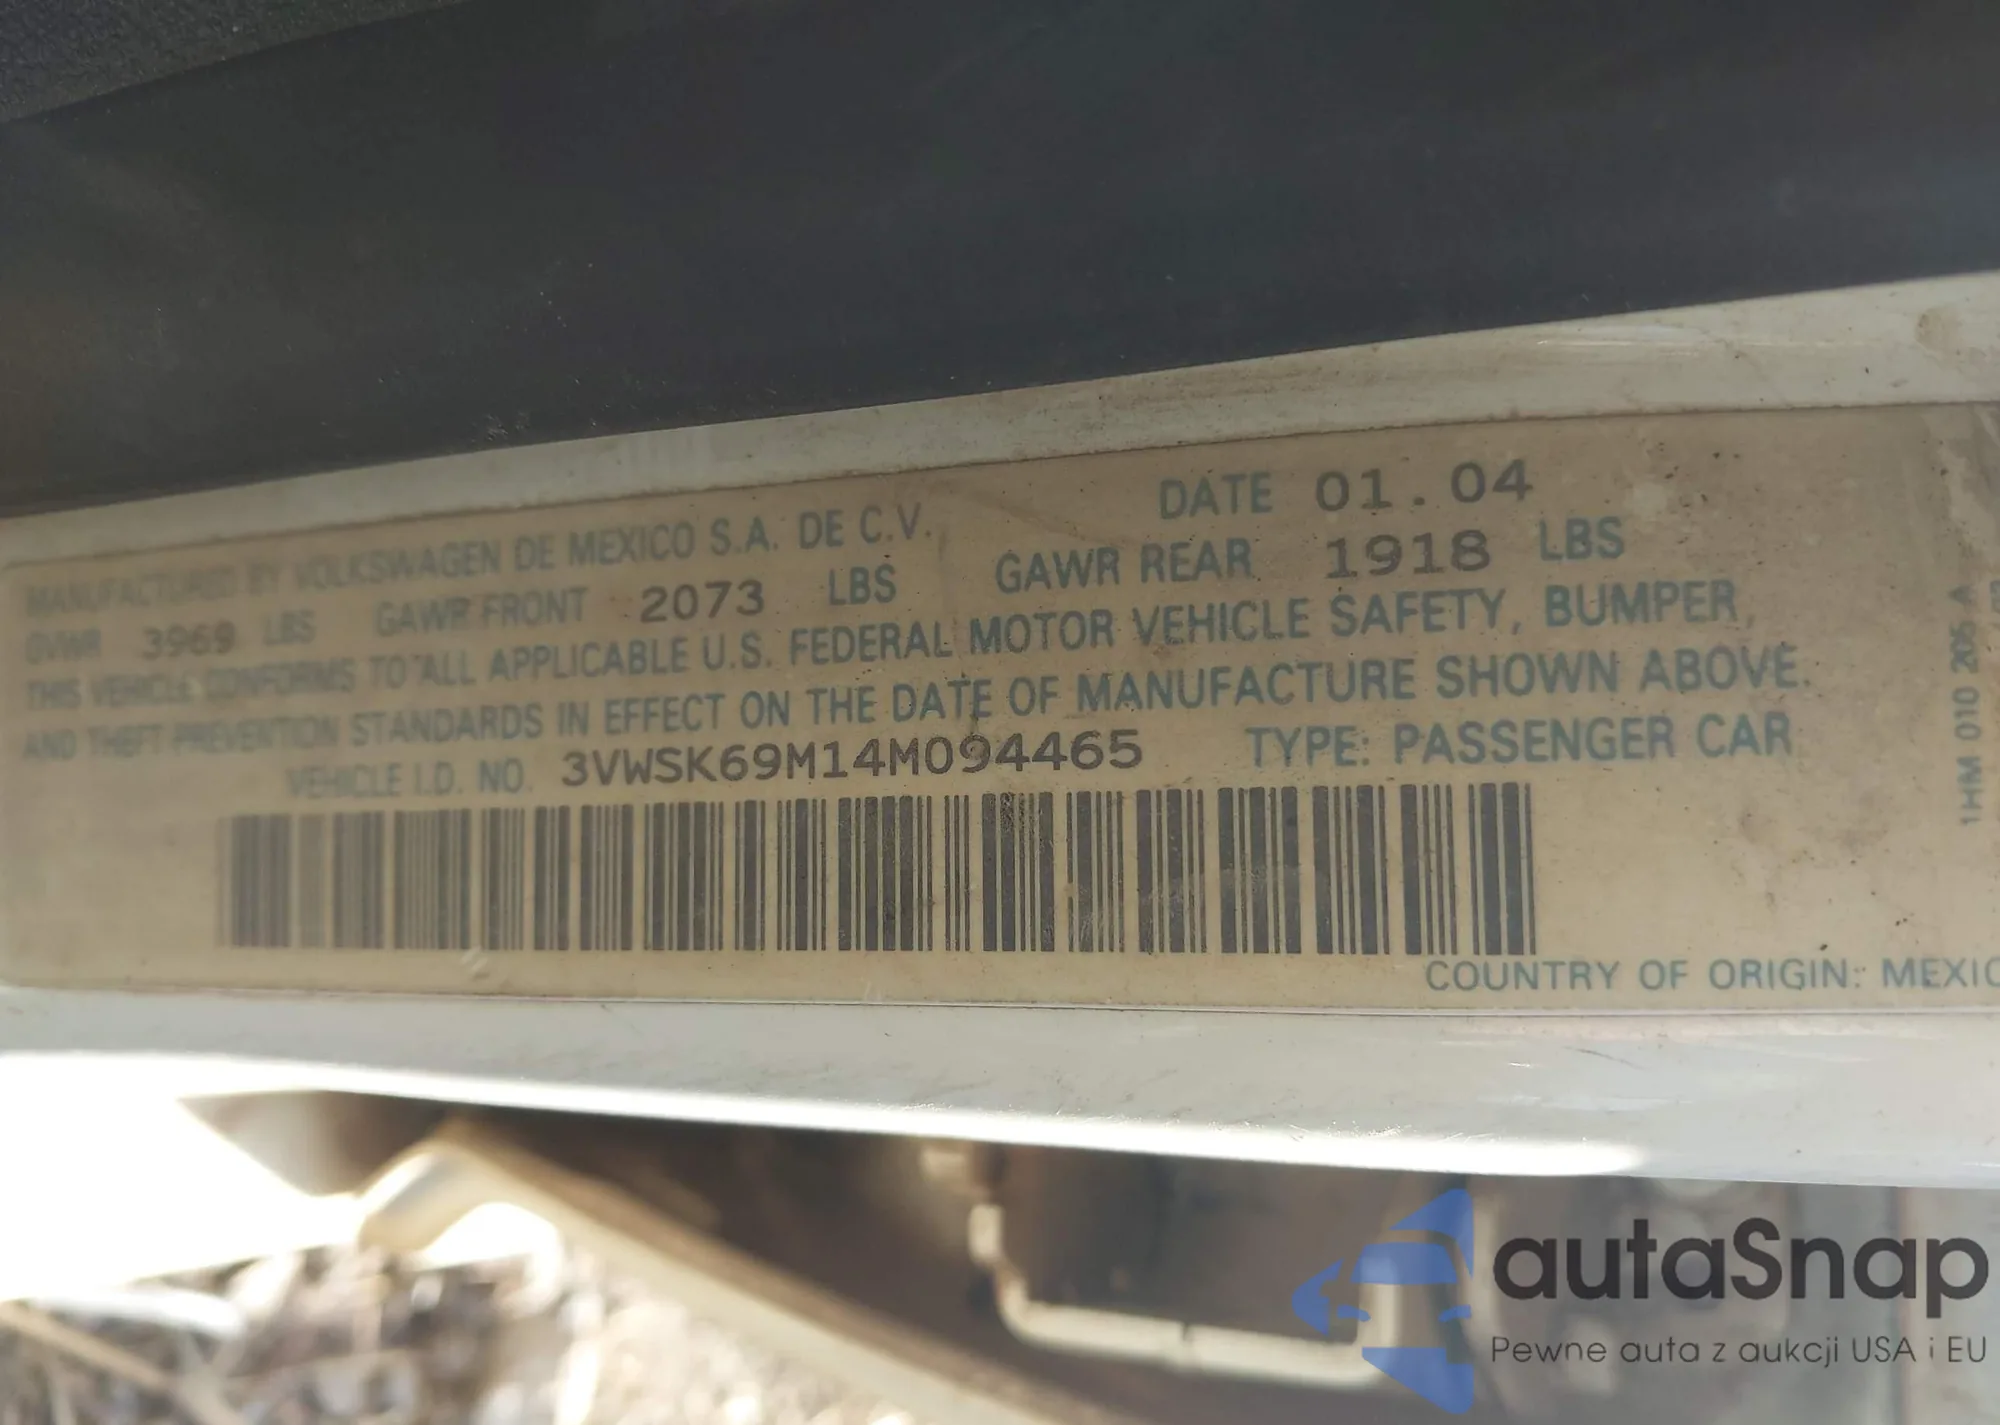 MANUFACTURED BY VOLKSWAGEN DE MEXICO S.A. DE C.V. DATE 01.04
GVWR 3969 LBS GAWR FRONT 2073 LBS GAWR REAR 1918 LBS
THIS VEHICLE CONFORMS TO ALL APPLICABLE U.S. FEDERAL MOTOR VEHICLE SAFETY, BUMPER,
AND THEFT PREVENTION STANDARDS IN EFFECT ON THE DATE OF MANUFACTURE SHOWN ABOVE.
VEHICLE I.D. NO. 3VWSK69M14M094465 TYPE: PASSENGER CAR
COUNTRY OF ORIGIN: MEXIC
1HM 010 206 A
autaSnap
Pewne auta z aukcji USA i EU